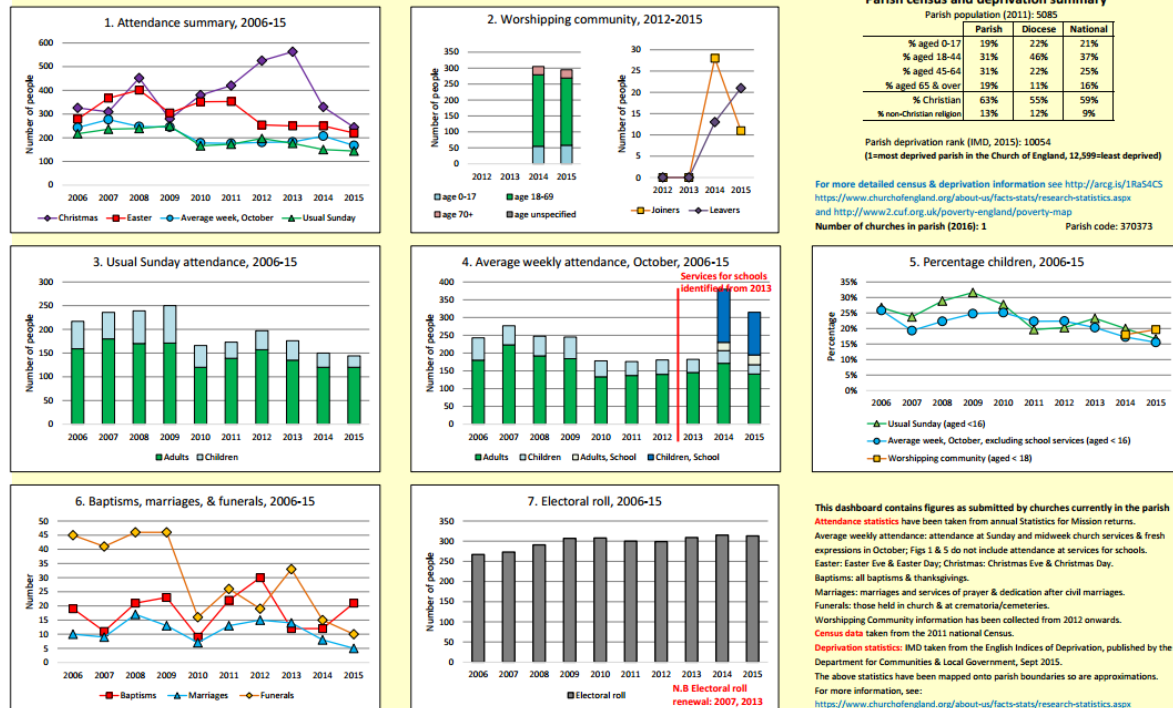 1. Attendance summary, 2006-15
Number of people
600
500
400
300
200
100
0
2006 2007 2008 2009 2010 2011 2012 2013 2014 2015
Christmas Easter Average week, October Usual Sunday
2. Worshipping community, 2012-2015
Number of people
350
300
250
200
150
100
50
0
2012 2013 2014 2015
age 0-17 age 18-69
age 70+ age unspecified
Number of people
30
25
20
15
10
5
0
2012 2013 2014 2015
Joiners Leavers
Parish census and deprivation summary
Parish population (2011): 5085
Parish Diocese National
% aged 0-17 19% 22% 21%
% aged 18-44 31% 46% 37%
% aged 45-64 31% 22% 25%
% aged 65 & over 19% 11% 16%
% Christian 63% 55% 59%
% non-Christian religion 13% 12% 9%
Parish deprivation rank (IMD, 2015): 10054
(1=most deprived parish in the Church of England, 12,599=least deprived)
For more detailed census & deprivation information see http://arcg.is/1RaS4CS
https://www.churchofengland.org/about-us/facts-stats/research-statistics.aspx
and http://www2.cuf.org.uk/poverty-england/poverty-map
Number of churches in parish (2016): 1 Parish code: 370373
3. Usual Sunday attendance, 2006-15
Number of people
300
250
200
150
100
50
0
2006 2007 2008 2009 2010 2011 2012 2013 2014 2015
Adults Children
4. Average weekly attendance, October, 2006-15
Services for schools
identified from 2013
Number of people
400
350
300
250
200
150
100
50
0
2006 2007 2008 2009 2010 2011 2012 2013 2014 2015
Adults Children Adults, School Children, School
5. Percentage children, 2006-15
Percentage
35%
30%
25%
20%
15%
10%
5%
0%
2006 2007 2008 2009 2010 2011 2012 2013 2014 2015
Usual Sunday (aged <16)
Average week, October, excluding school services (aged < 16)
Worshipping community (aged < 18)
6. Baptisms, marriages, & funerals, 2006-15
Number
50
45
40
35
30
25
20
15
10
5
0
2006 2007 2008 2009 2010 2011 2012 2013 2014 2015
Baptisms Marriages Funerals
7. Electoral roll, 2006-15
Number of people
350
300
250
200
150
100
50
0
2006 2007 2008 2009 2010 2011 2012 2013 2014 2015
Electoral roll
N.B Electoral roll
renewal: 2007, 2013
This dashboard contains figures as submitted by churches currently in the parish
Attendance statistics have been taken from annual Statistics for Mission returns.
Average weekly attendance: attendance at Sunday and midweek church services & fresh
expressions in October; Figs 1 & 5 do not include attendance at services for schools.
Easter: Easter Eve & Easter Day; Christmas: Christmas Eve & Christmas Day.
Baptisms: all baptisms & thanksgivings.
Marriages: marriages and services of prayer & dedication after civil marriages.
Funerals: those held in church & at crematoria/cemeteries.
Worshipping Community information has been collected from 2012 onwards.
Census data taken from the 2011 national Census.
Deprivation statistics: IMD taken from the English Indices of Deprivation, published by the
Department for Communities & Local Government, Sept 2015.
The above statistics have been mapped onto parish boundaries so are approximations.
For more information, see:
https://www.churchofengland.org/about-us/facts-stats/research-statistics.aspx